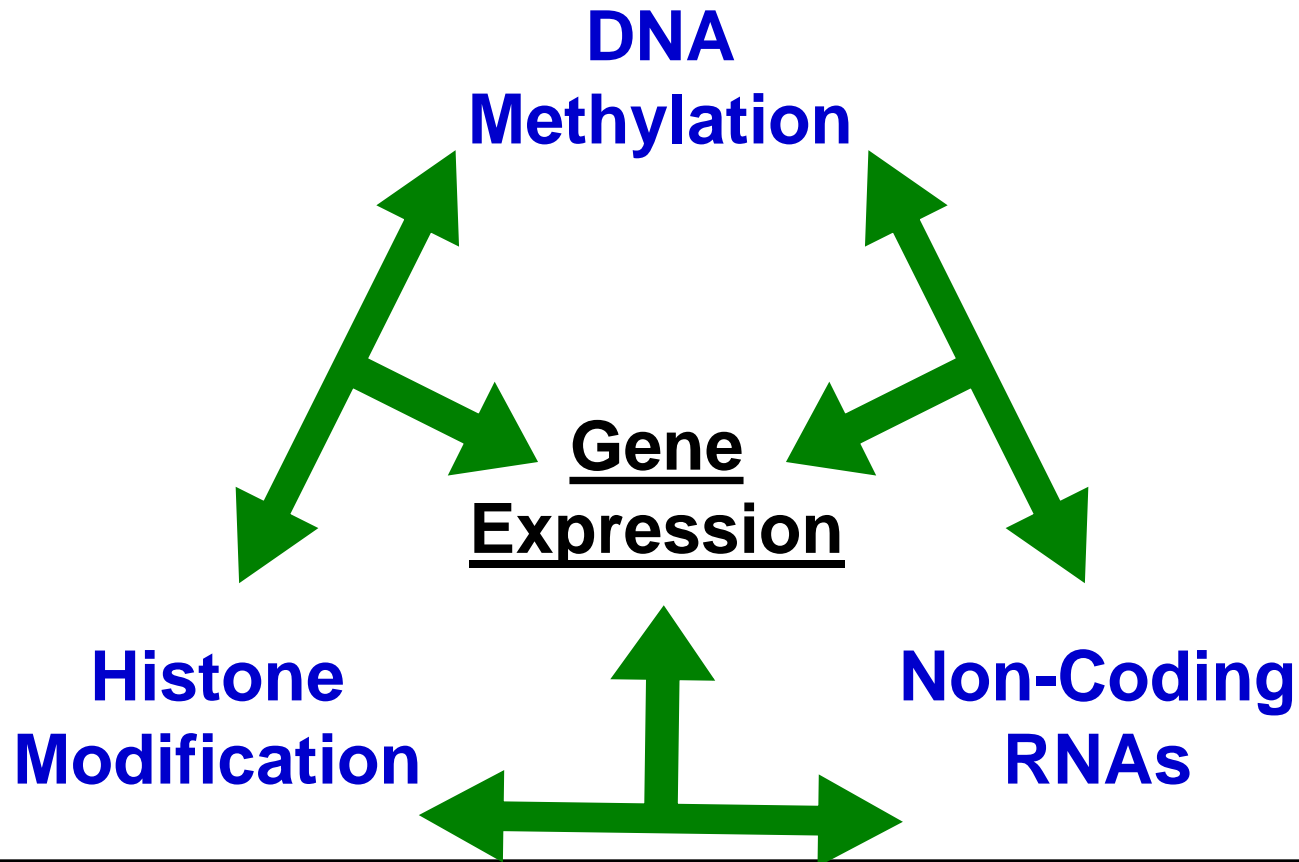 DNA
Methylation
Gene
Expression
Histone
Modification
Non-Coding
RNAs